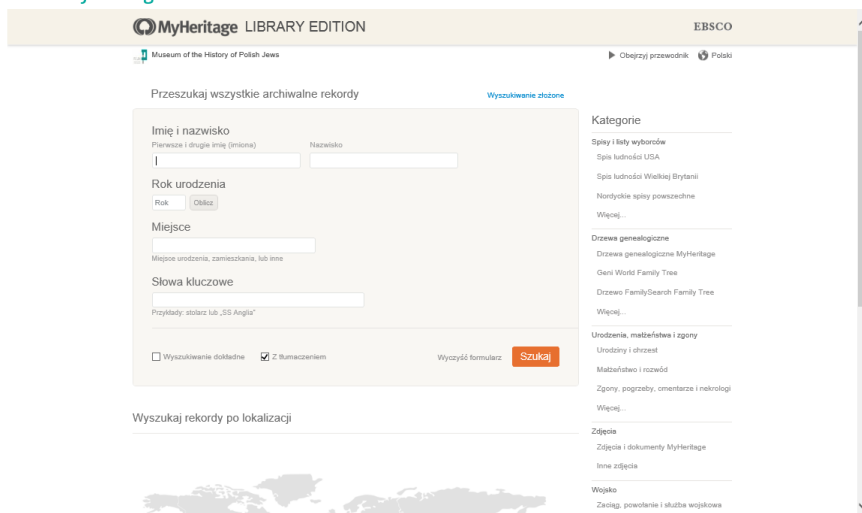 MyHeritage LIBRARY EDITION
EBSCO
Museum of the History of Polish Jews
Obejrzyj przewodnik
Polski
Przeszukaj wszystkie archiwalne rekordy
Wyszukiwanie złożone
Imię i nazwisko
Pierwsze i drugie imię (imiona)
Nazwisko
Rok urodzenia
Rok
Oblicz
Miejsce
Miejsce urodzenia, zamieszkania, lub inne
Słowa kluczowe
Przykłady: stolarz lub „SS Anglia”
Wyszukiwanie dokładne
Z tłumaczeniem
Wyczyść formularz
Szukaj
Wyszukaj rekordy po lokalizacji
Kategorie
Spisy i listy wyborców
Spis ludności USA
Spis ludności Wielkiej Brytanii
Nordyckie spisy powszechne
Więcej...
Drzewa genealogiczne
Drzewa genealogiczne MyHeritage
Geni World Family Tree
Drzewo FamilySearch Family Tree
Więcej...
Urodzenia, małżeństwa i zgony
Urodziny i chrzest
Małżeństwo i rozwód
Zgony, pogrzeby, cmentarze i nekrologi
Więcej...
Zdjęcia
Zdjęcia i dokumenty MyHeritage
Inne zdjęcia
Wojsko
Zaciąg, powołanie i służba wojskowa